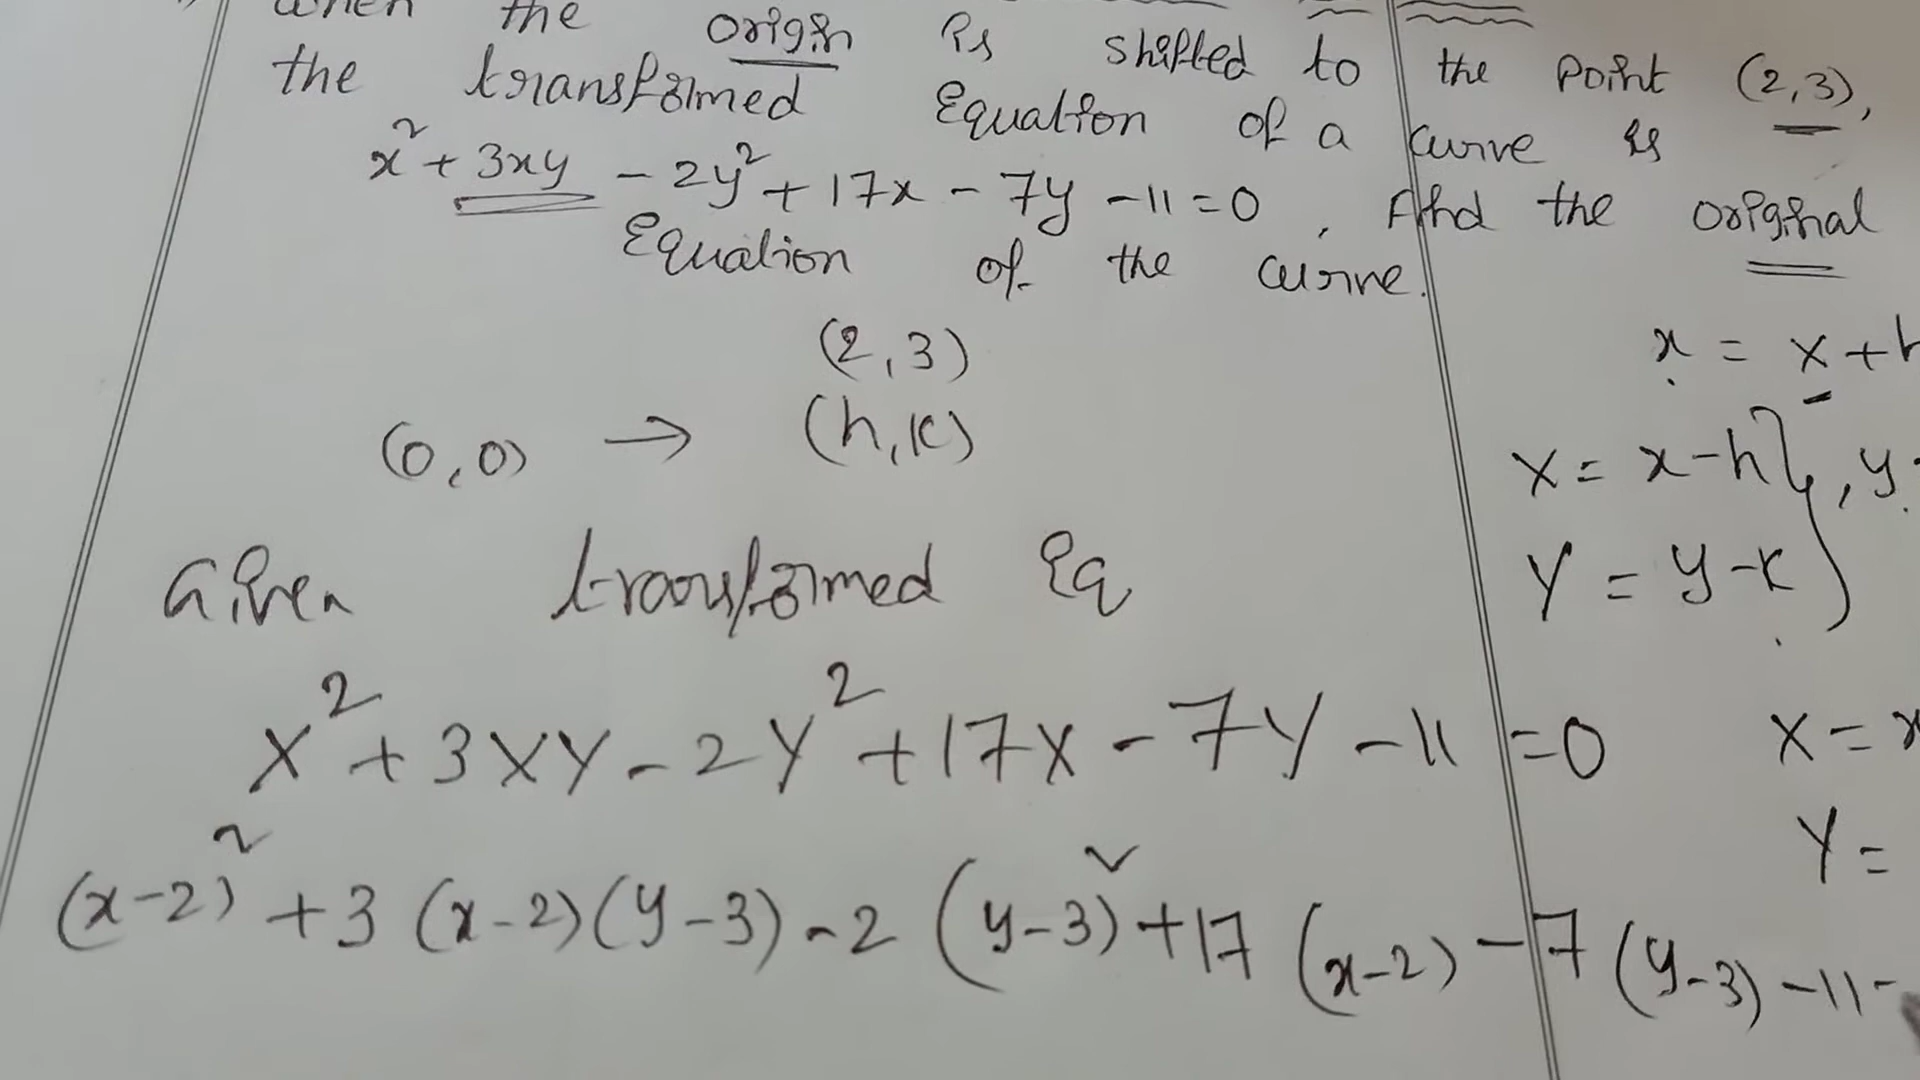 when the origin is shifted to the point (2,3),
the transformed Equation of a curve is
x²+3xy-2y²+17x-7y-11=0, Find the original
Equation of the curve.
(2,3)
(0,0) → (h,k)
x = X+h
X = x-h}, y
Y = y-k
Given transformed Eq
X²+3XY-2Y²+17X-7Y-11=0
X = x
Y =
(x-2)²+3(x-2)(y-3)-2(y-3)²+17(x-2)-7(y-3)-11-